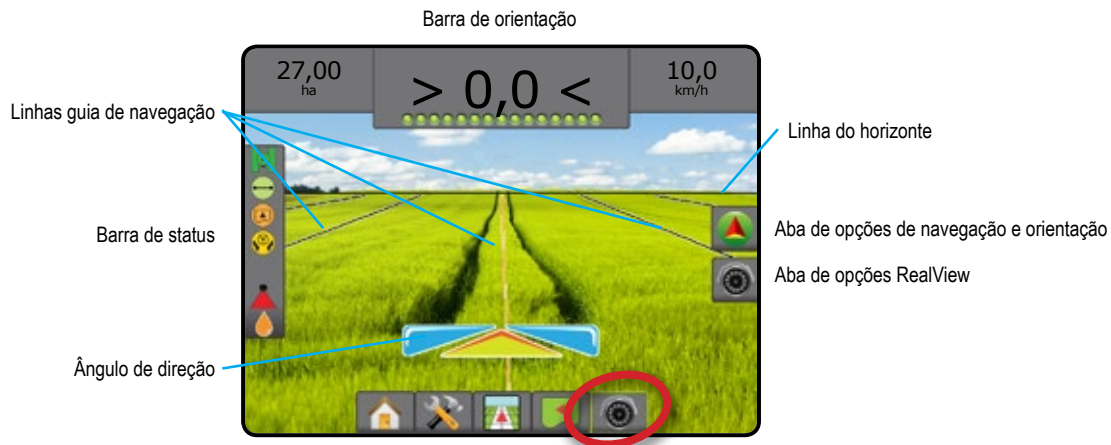 Barra de orientação
27,00
ha
> 0,0 <
10,0
km/h
Linhas guia de navegação
Linha do horizonte
Barra de status
Aba de opções de navegação e orientação
Aba de opções RealView
Ângulo de direção